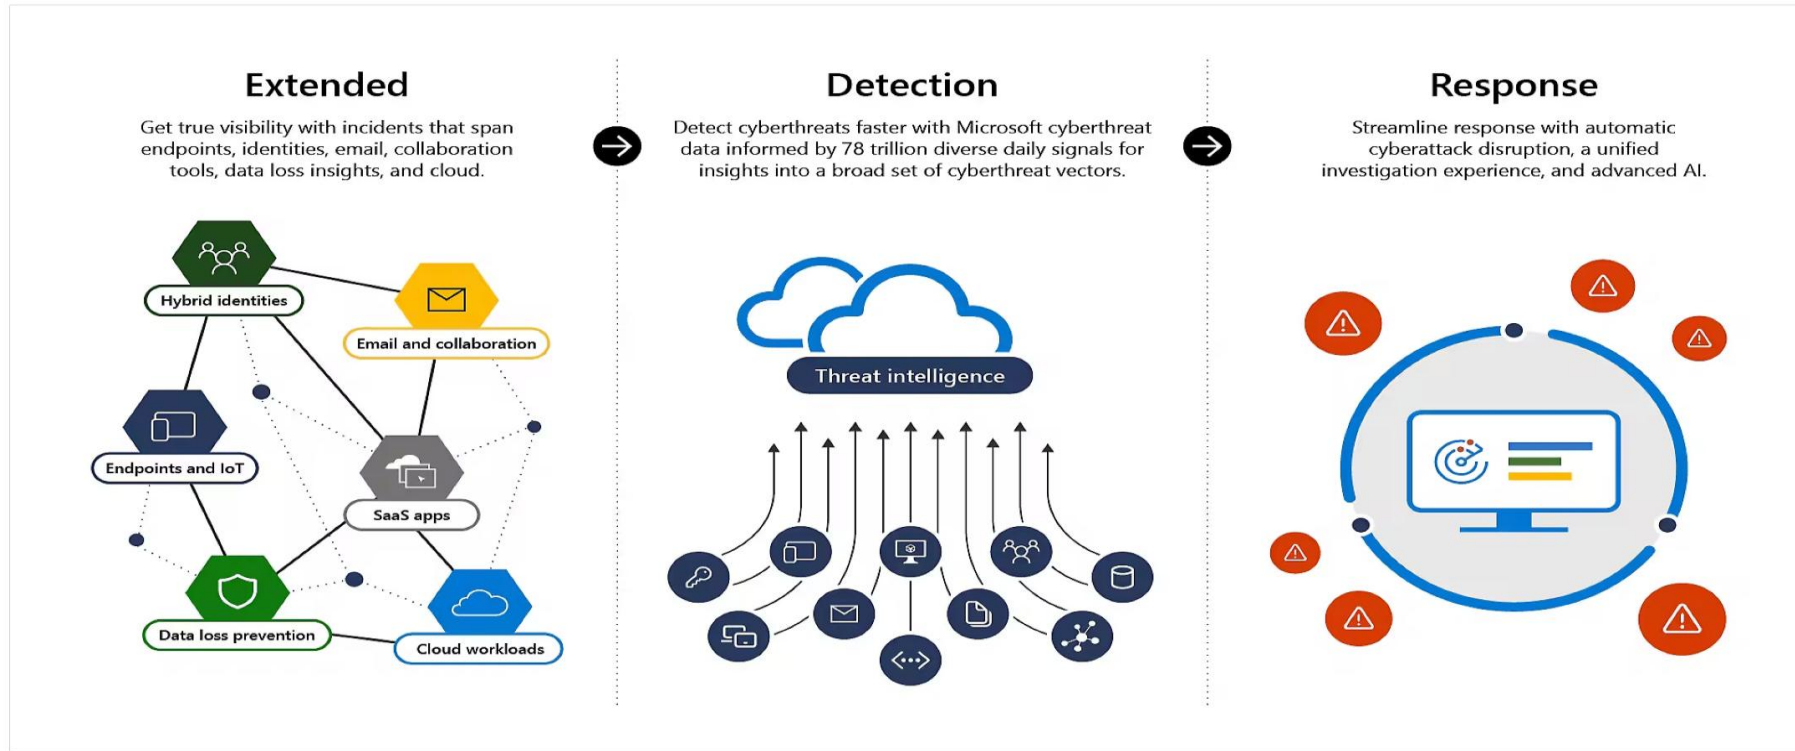 Extended
Get true visibility with incidents that span
endpoints, identities, email, collaboration
tools, data loss insights, and cloud.
Hybrid identities
Email and collaboration
Endpoints and IoT
SaaS apps
Data loss prevention
Cloud workloads
Detection
Detect cyberthreats faster with Microsoft cyberthreat
data informed by 78 trillion diverse daily signals for
insights into a broad set of cyberthreat vectors.
Threat intelligence
Response
Streamline response with automatic
cyberattack disruption, a unified
investigation experience, and advanced AI.